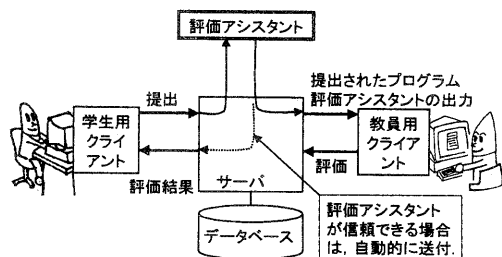 評価アシスタント
提出
学生用
クライ
アント
評価結果
サーバ
データベース
提出されたプログラム
評価アシスタントの出力
教員用
クライア
ント
評価
評価アシスタント
が信頼できる場合
は，自動的に送付.